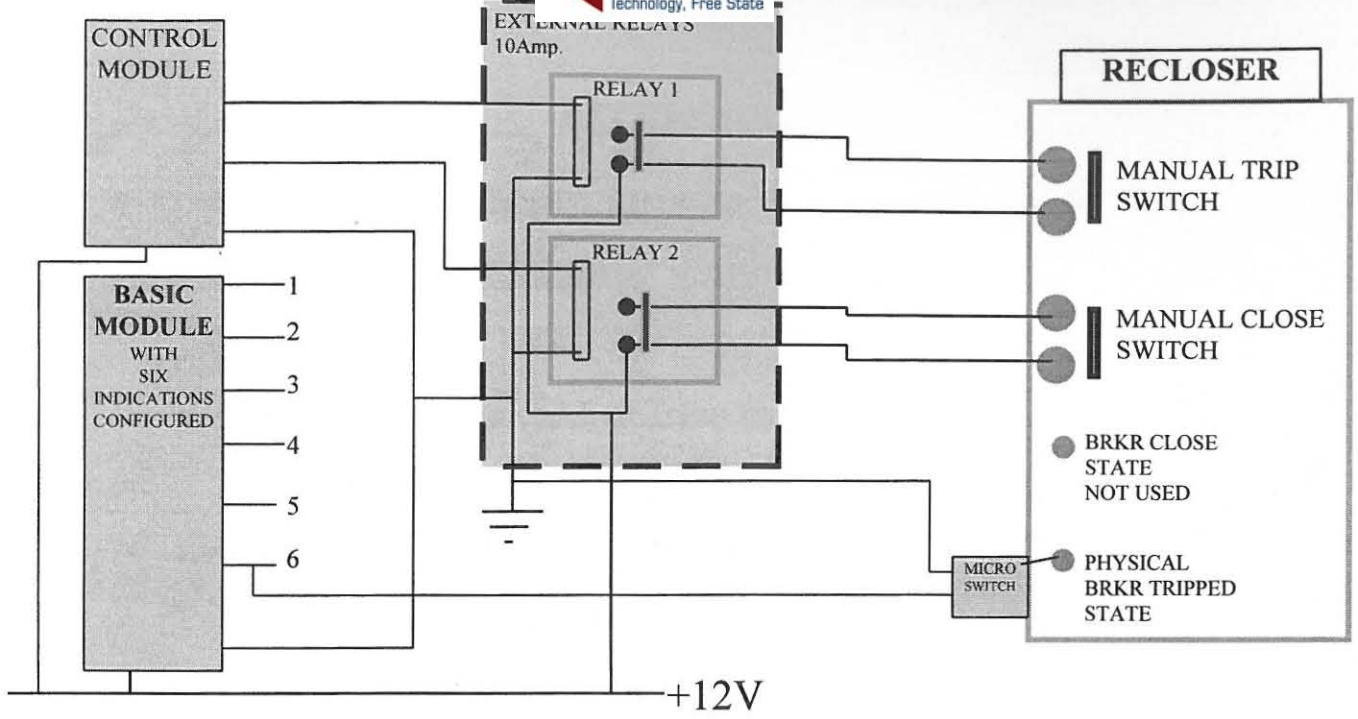 Technology, Free State
EXTERNAL RELAYS
10Amp.
CONTROL
MODULE
RELAY 1
RECLOSER
MANUAL TRIP
SWITCH
RELAY 2
BASIC
MODULE
WITH
SIX
INDICATIONS
CONFIGURED
1
2
3
4
5
6
MANUAL CLOSE
SWITCH
BRKR CLOSE
STATE
NOT USED
MICRO
SWITCH
PHYSICAL
BRKR TRIPPED
STATE
+12V